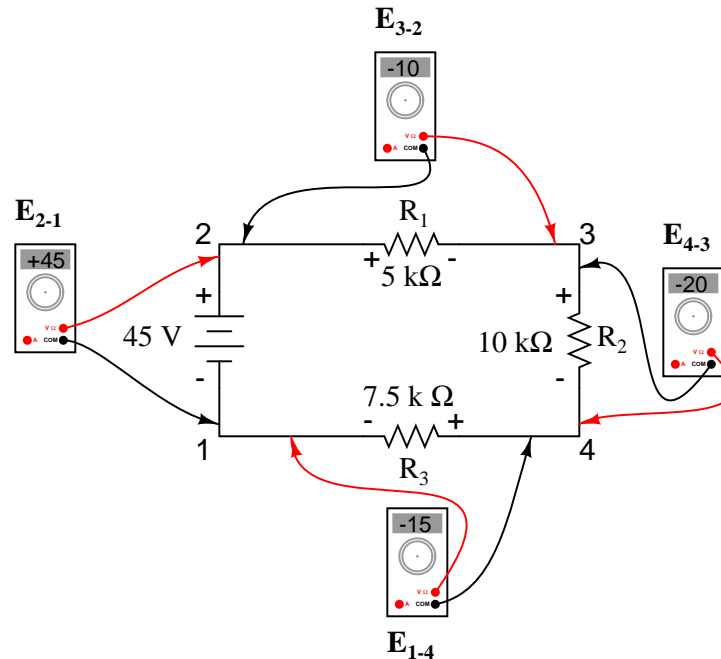 E3-2
-10
V Ω
A COM
E2-1
+45
V Ω
A COM
2
R1
+ -
5 kΩ
3
E4-3
-20
V Ω
A COM
+
45 V
-
+
10 kΩ R2
-
7.5 k Ω
- +
R3
1
4
-15
V Ω
A COM
E1-4